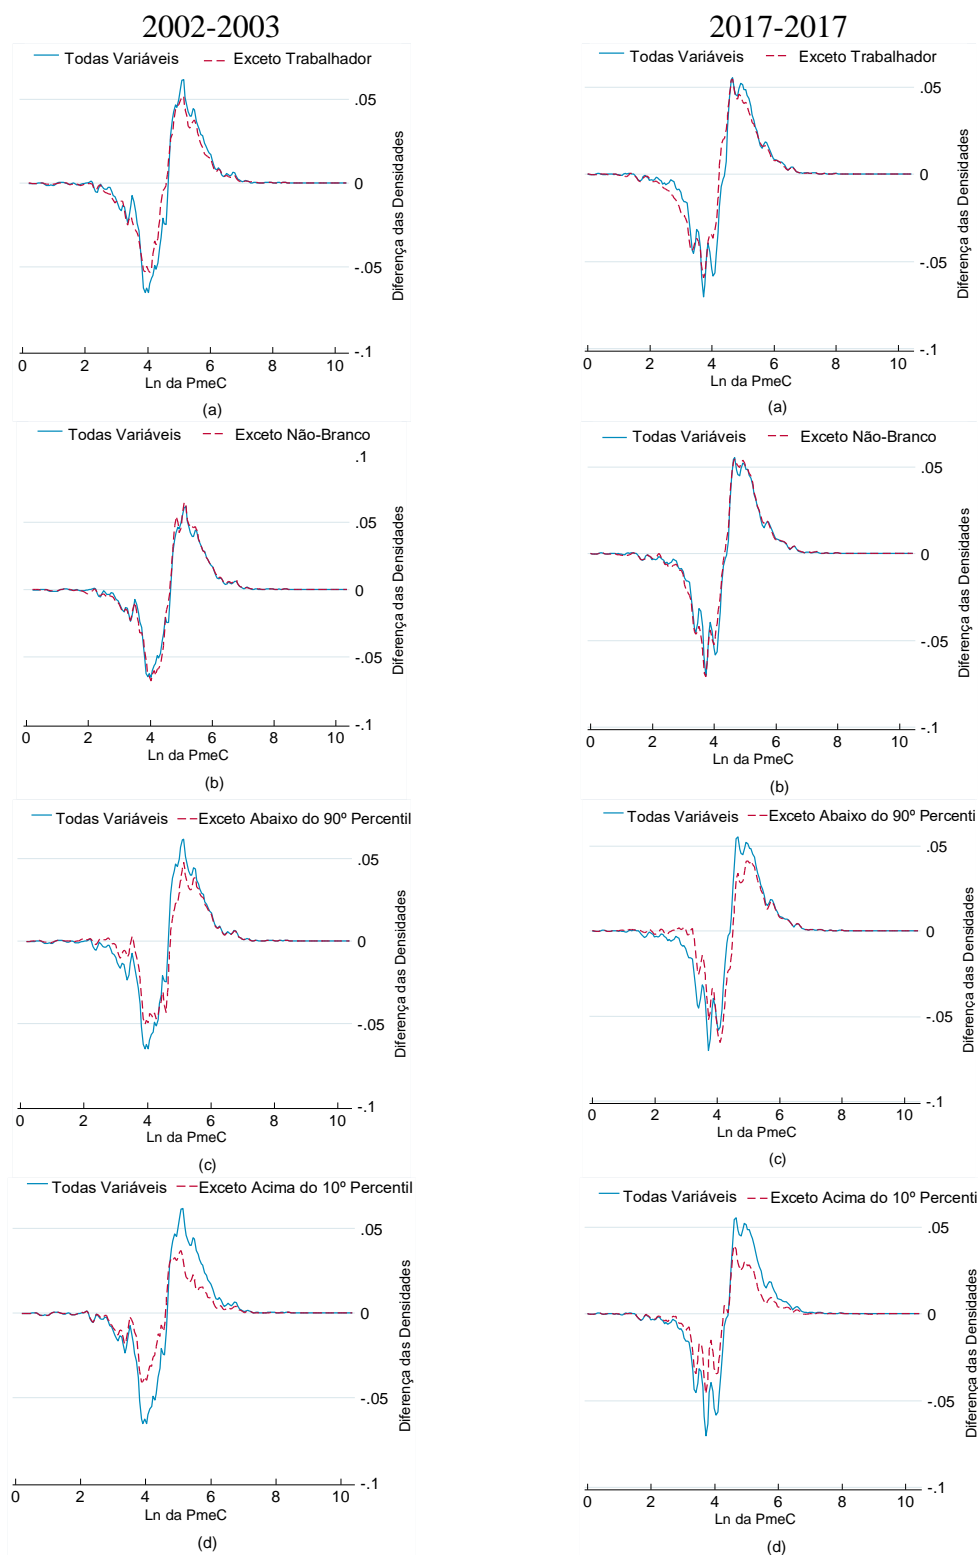 2002-2003
2017-2017
Todas Variáveis
Exceto Trabalhador
.05
0
-.05
-.1
Diferença das Densidades
0 2 4 6 8 10
Ln da PmeC
(a)
Todas Variáveis
Exceto Trabalhador
.05
0
-.05
-.1
Diferença das Densidades
0 2 4 6 8 10
Ln da PmeC
(a)
Todas Variáveis
Exceto Não-Branco
.1
.05
0
-.05
-.1
Diferença das Densidades
0 2 4 6 8 10
Ln da PmeC
(b)
Todas Variáveis
Exceto Não-Branco
.05
0
-.05
-.1
Diferença das Densidades
0 2 4 6 8 10
Ln da PmeC
(b)
Todas Variáveis
Exceto Abaixo do 90º Percentil
.05
0
-.05
-.1
Diferença das Densidades
0 2 4 6 8 10
Ln da PmeC
(c)
Todas Variáveis
Exceto Abaixo do 90º Percenti
.05
0
-.05
-.1
Diferença das Densidades
0 2 4 6 8 10
Ln da PmeC
(c)
Todas Variáveis
Exceto Acima do 10º Percentil
.05
0
-.05
-.1
Diferença das Densidades
0 2 4 6 8 10
Ln da PmeC
(d)
Todas Variáveis
Exceto Acima do 10º Percenti
.05
0
-.05
-.1
Diferença das Densidades
0 2 4 6 8 10
Ln da PmeC
(d)